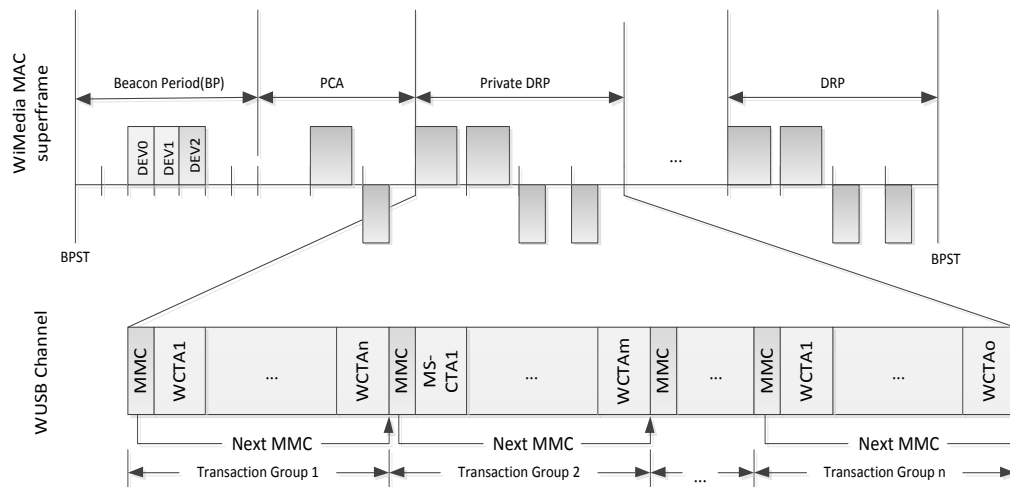 WiMedia MAC
superframe
Beacon Period(BP)
PCA
Private DRP
DRP
DEV0
DEV1
DEV2
...
BPST
BPST
WUSB Channel
MMC
WCTA1
...
WCTAn
MMC
MS-
CTA1
...
WCTAm
MMC
...
MMC
WCTA1
...
WCTAo
Next MMC
Next MMC
Next MMC
Transaction Group 1
Transaction Group 2
...
Transaction Group n